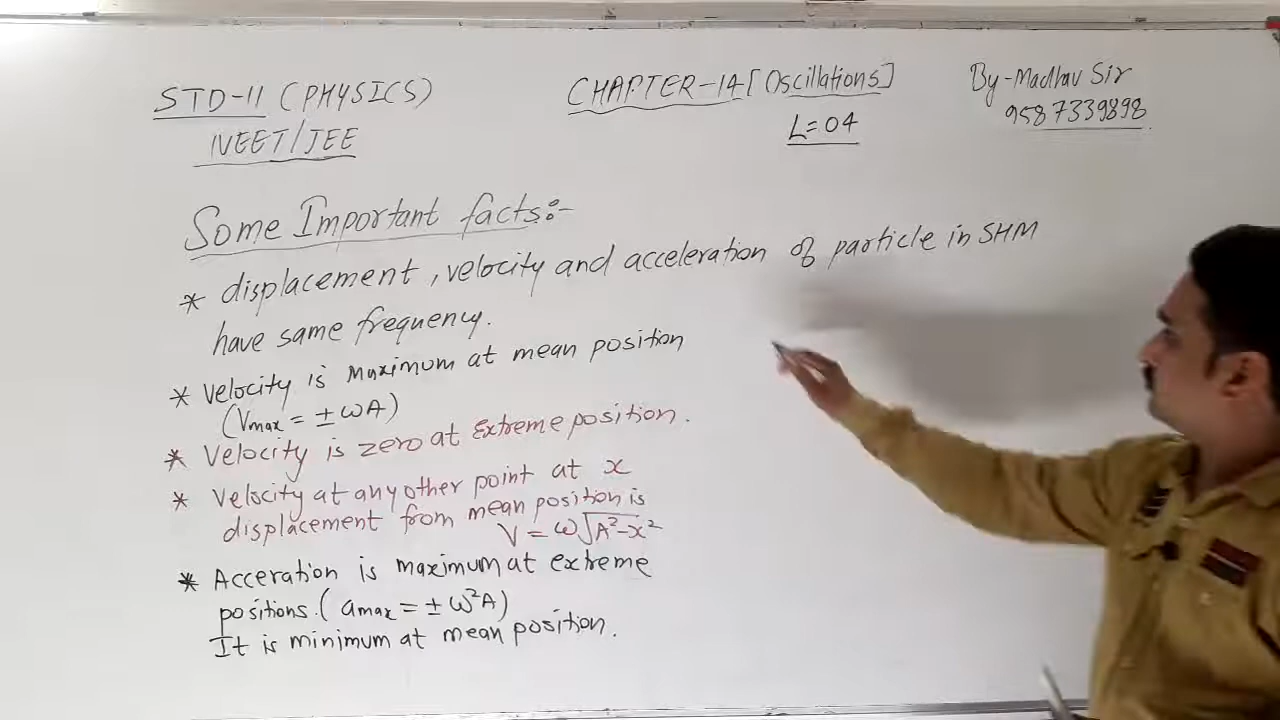 STD-11 (PHYSICS)
NEET/JEE
CHAPTER-14[Oscillations]
L=04
By-Madhav Sir
9587339898
Some Important facts:-
* displacement, velocity and acceleration of particle in SHM
have same frequency.
* Velocity is maximum at mean position
(Vmax = ± ωA)
* Velocity is zero at Extreme position.
* Velocity at any other point at x
displacement from mean position is
V = ω√A²-x²
* Acceration is maximum at extreme
positions. (amax = ± ω²A)
It is minimum at mean position.